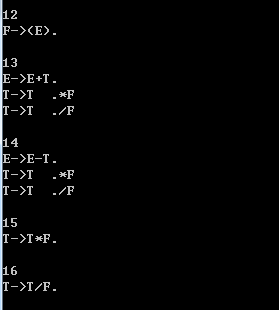 12
F->(E).
13
E->E+T.
T->T  .*F
T->T  ./F
14
E->E-T.
T->T  .*F
T->T  ./F
15
T->T*F.
16
T->T/F.